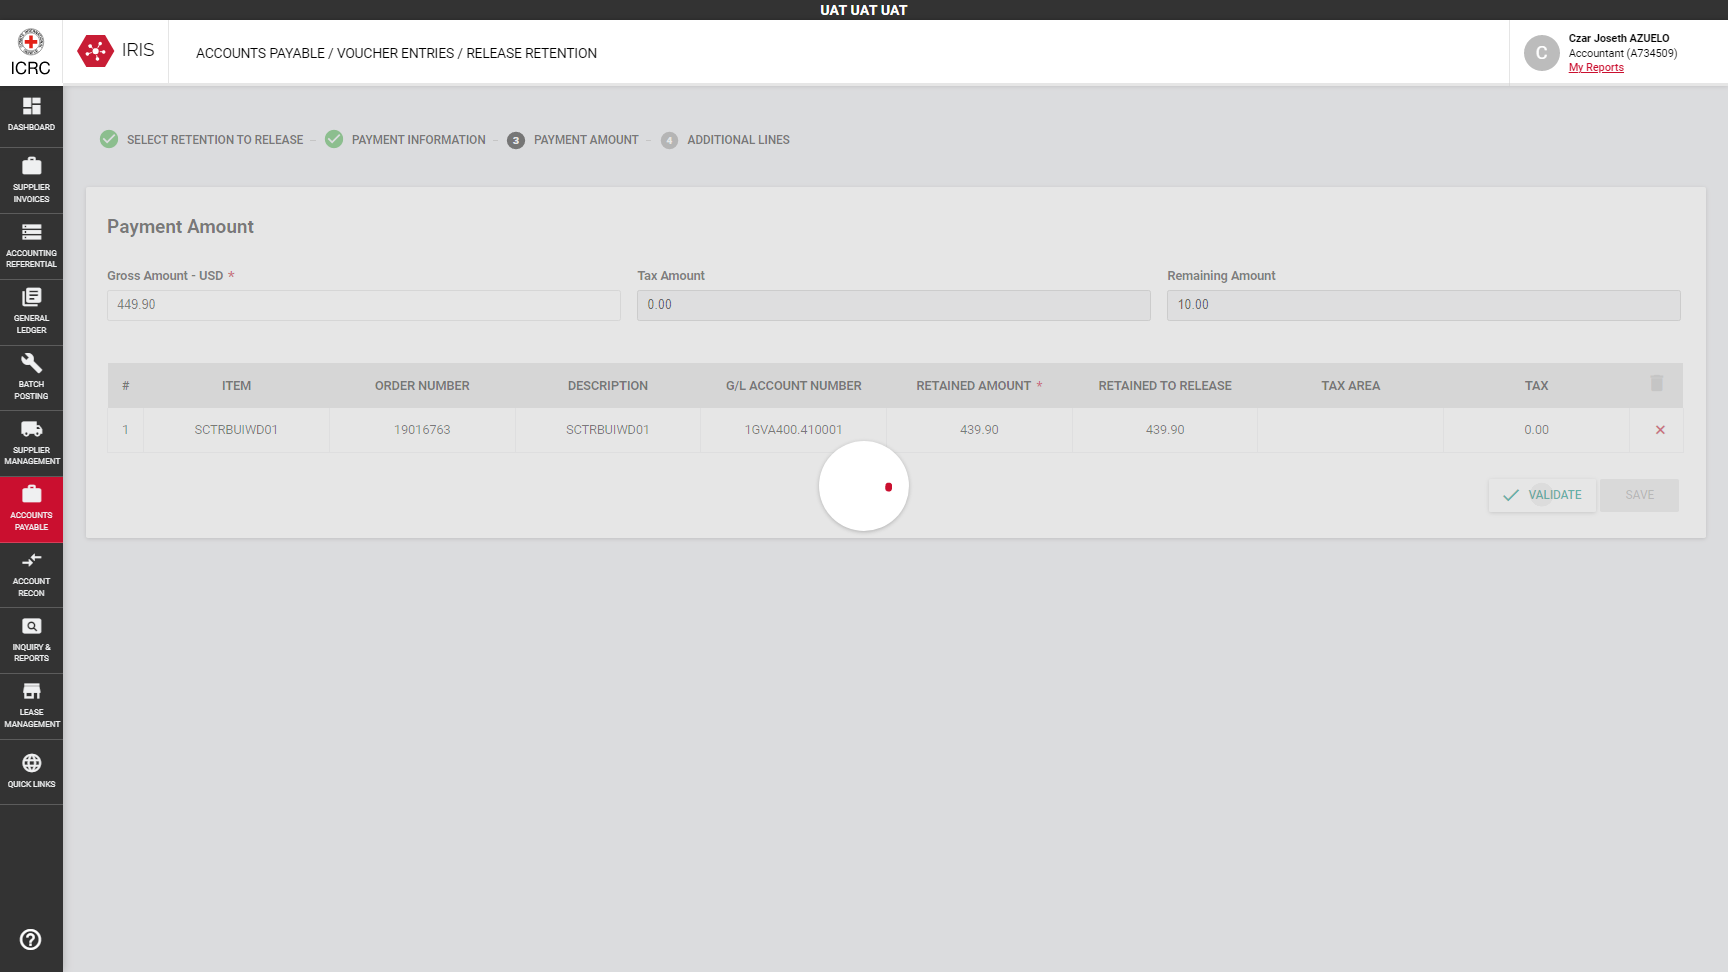 UAT UAT UAT
ICRC
IRIS
ACCOUNTS PAYABLE / VOUCHER ENTRIES / RELEASE RETENTION
C
Czar Joseth AZUELO
Accountant (A734509)
My Reports
DASHBOARD
SUPPLIER
INVOICES
ACCOUNTING
REFERENTIAL
GENERAL
LEDGER
BATCH
POSTING
SUPPLIER
MANAGEMENT
ACCOUNTS
PAYABLE
ACCOUNT
RECON
INQUIRY &
REPORTS
LEASE
MANAGEMENT
QUICK LINKS
SELECT RETENTION TO RELEASE
PAYMENT INFORMATION
3 PAYMENT AMOUNT
4 ADDITIONAL LINES
Payment Amount
Gross Amount - USD * Tax Amount Remaining Amount
449.90 0.00 10.00
# ITEM ORDER NUMBER DESCRIPTION G/L ACCOUNT NUMBER RETAINED AMOUNT * RETAINED TO RELEASE TAX AREA TAX
1 SCTRBUIWD01 19016763 SCTRBUIWD01 1GVA400.410001 439.90 439.90 0.00
VALIDATE SAVE